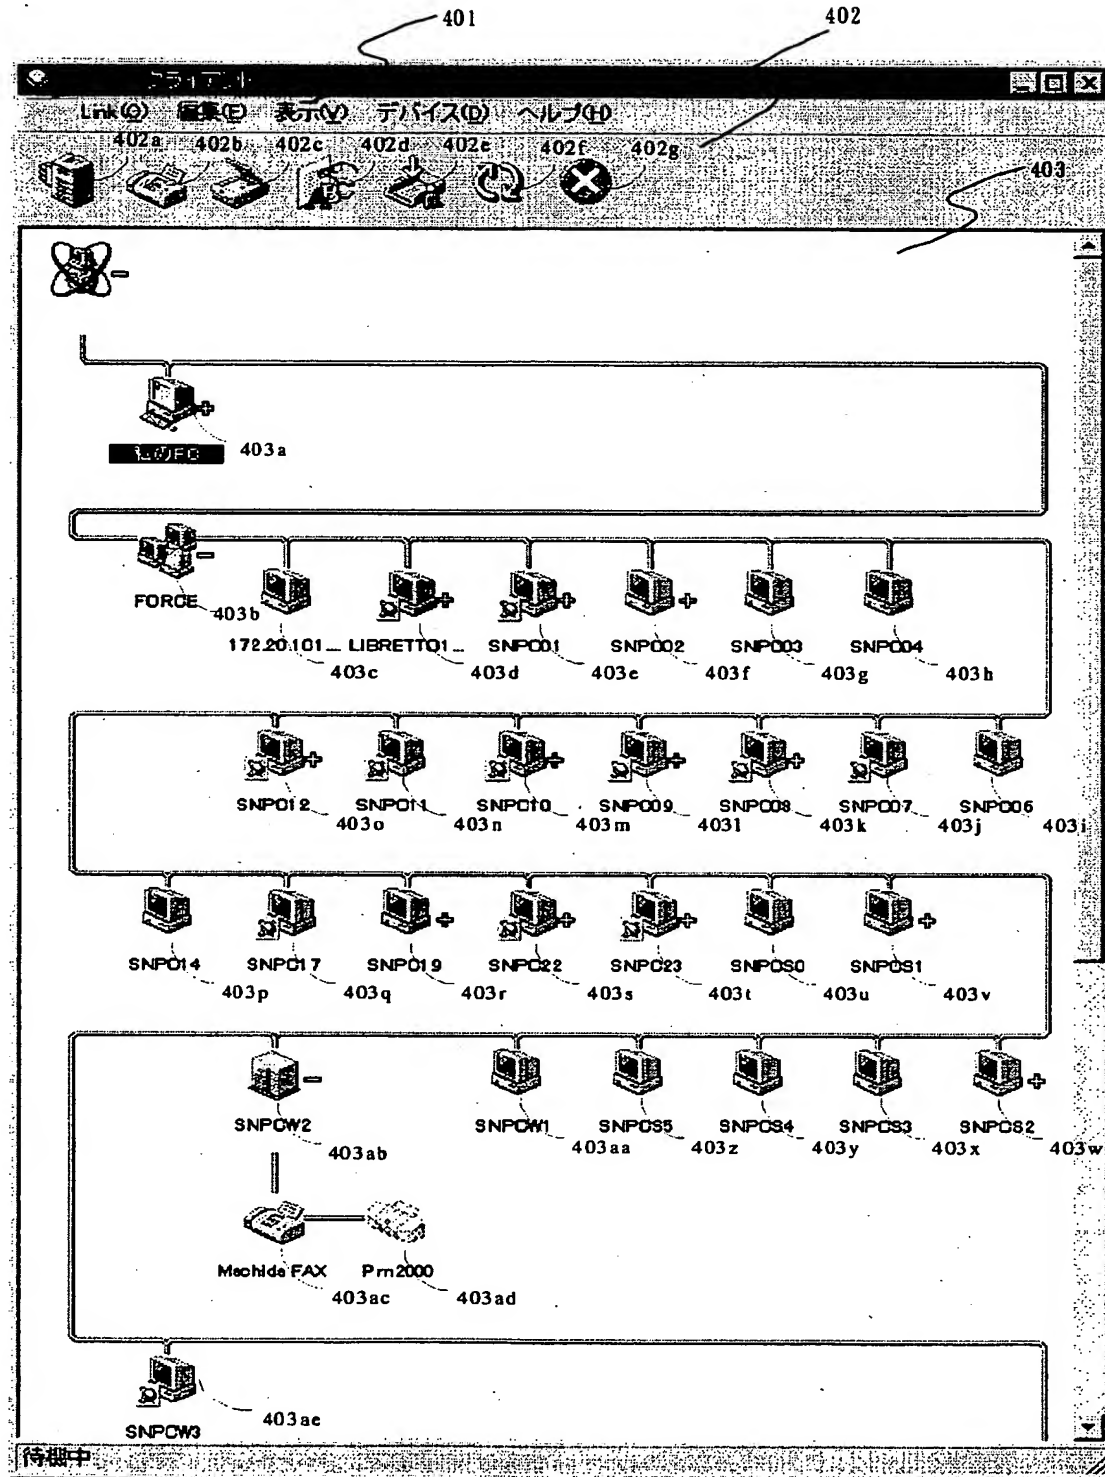 401
402
クライアント
Link(O) 編集(E) 表示(V) デバイス(D) ヘルプ(H)
402a 402b 402c 402d 402e 402f 402g
403
403a
FORCE 403b
172.20.101... LIBRETTO1... SNPC01 SNPC02 SNPC03 SNPC04
403c 403d 403e 403f 403g 403h
SNPC12 SNPC11 SNPC10 SNPC09 SNPC08 SNPC07 SNPC06
403o 403n 403m 403l 403k 403j 403i
SNPC14 SNPC17 SNPC19 SNPC22 SNPC23 SNPCS0 SNPCS1
403p 403q 403r 403s 403t 403u 403v
SNPCW2 SNPCW1 SNPCS5 SNPCS4 SNPCS3 SNPCS2
403ab 403aa 403z 403y 403x 403w
Machida FAX Prn2000
403ac 403ad
403ae
SNPCW3
待機中